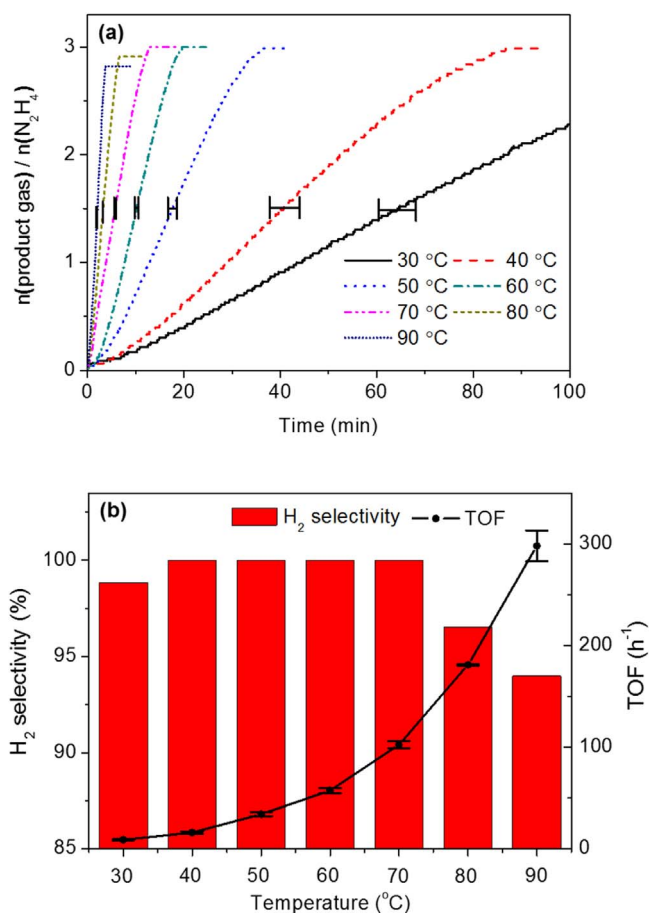 (a)
n(product gas) / n(N₂H₄)
3
2
1
0
30 °C 40 °C
50 °C 60 °C
70 °C 80 °C
90 °C
0 20 40 60 80 100
Time (min)
(b)
H₂ selectivity TOF
H₂ selectivity (%)
100
95
90
85
TOF (h⁻¹)
300
200
100
0
30 40 50 60 70 80 90
Temperature (°C)